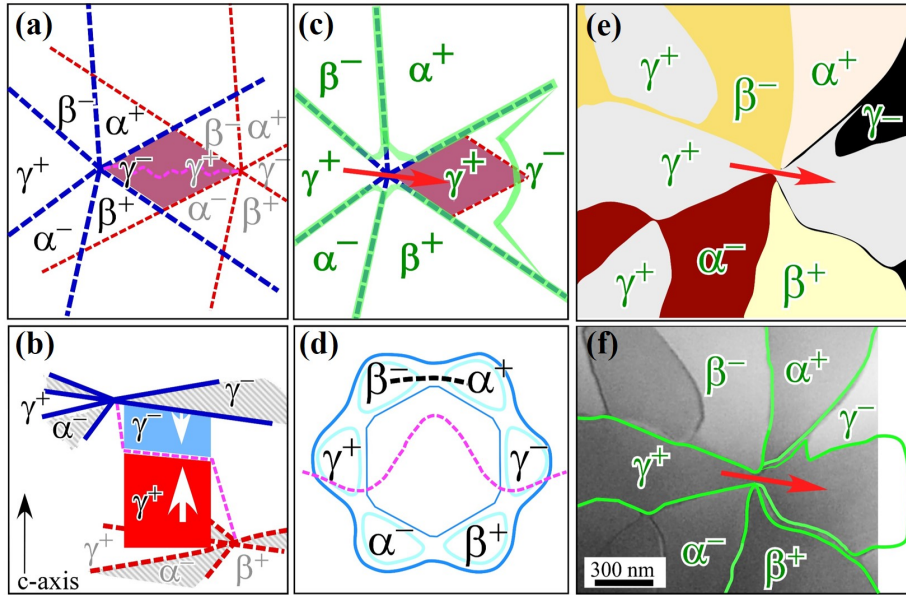 (a)
β⁻ α⁺
β⁻ α⁺
γ⁺ γ⁻ γ⁺ γ⁻
β⁺ α⁻ β⁺
α⁻
(b)
γ⁺ γ⁻
α⁻ γ⁻
γ⁺
γ⁺ α⁻ β⁺
c-axis
(c)
β⁻ α⁺
γ⁺ γ⁺ γ⁻
α⁻ β⁺
(d)
β⁻ α⁺
γ⁺ γ⁻
α⁻ β⁺
(e)
γ⁺ β⁻ α⁺
γ⁻
γ⁺
γ⁺ α⁻ β⁺
(f)
β⁻ α⁺
γ⁻
γ⁺
α⁻ β⁺
300 nm